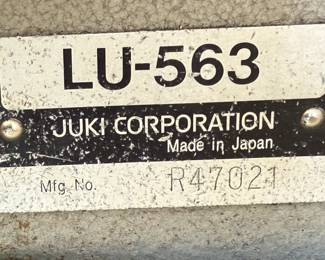 LU-563
JUKI CORPORATION
Made in Japan
Mfg. No. R47021